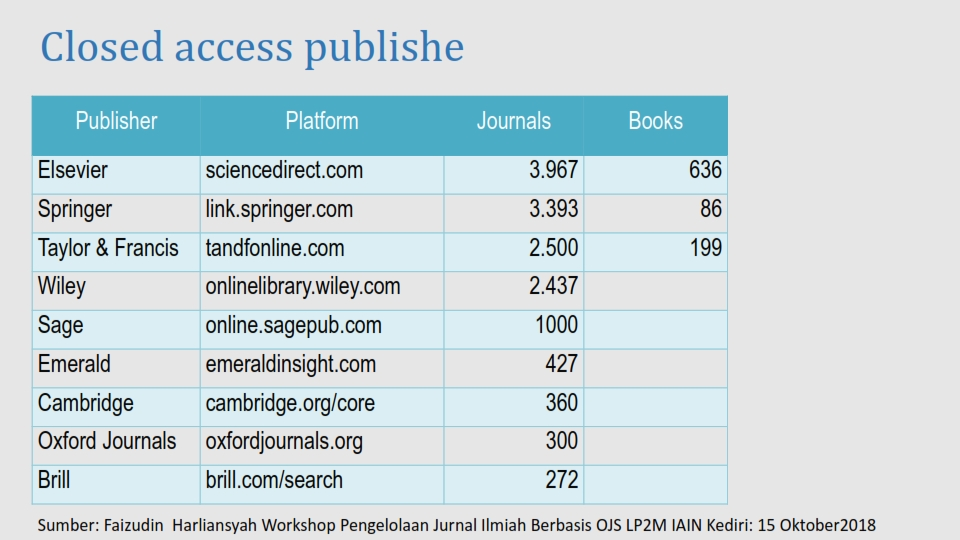 Closed access publishe
Publisher Platform Journals Books
Elsevier sciencedirect.com 3.967 636
Springer link.springer.com 3.393 86
Taylor & Francis tandfonline.com 2.500 199
Wiley onlinelibrary.wiley.com 2.437
Sage online.sagepub.com 1000
Emerald emeraldinsight.com 427
Cambridge cambridge.org/core 360
Oxford Journals oxfordjournals.org 300
Brill brill.com/search 272
Sumber: Faizudin Harliansyah Workshop Pengelolaan Jurnal Ilmiah Berbasis OJS LP2M IAIN Kediri: 15 Oktober2018